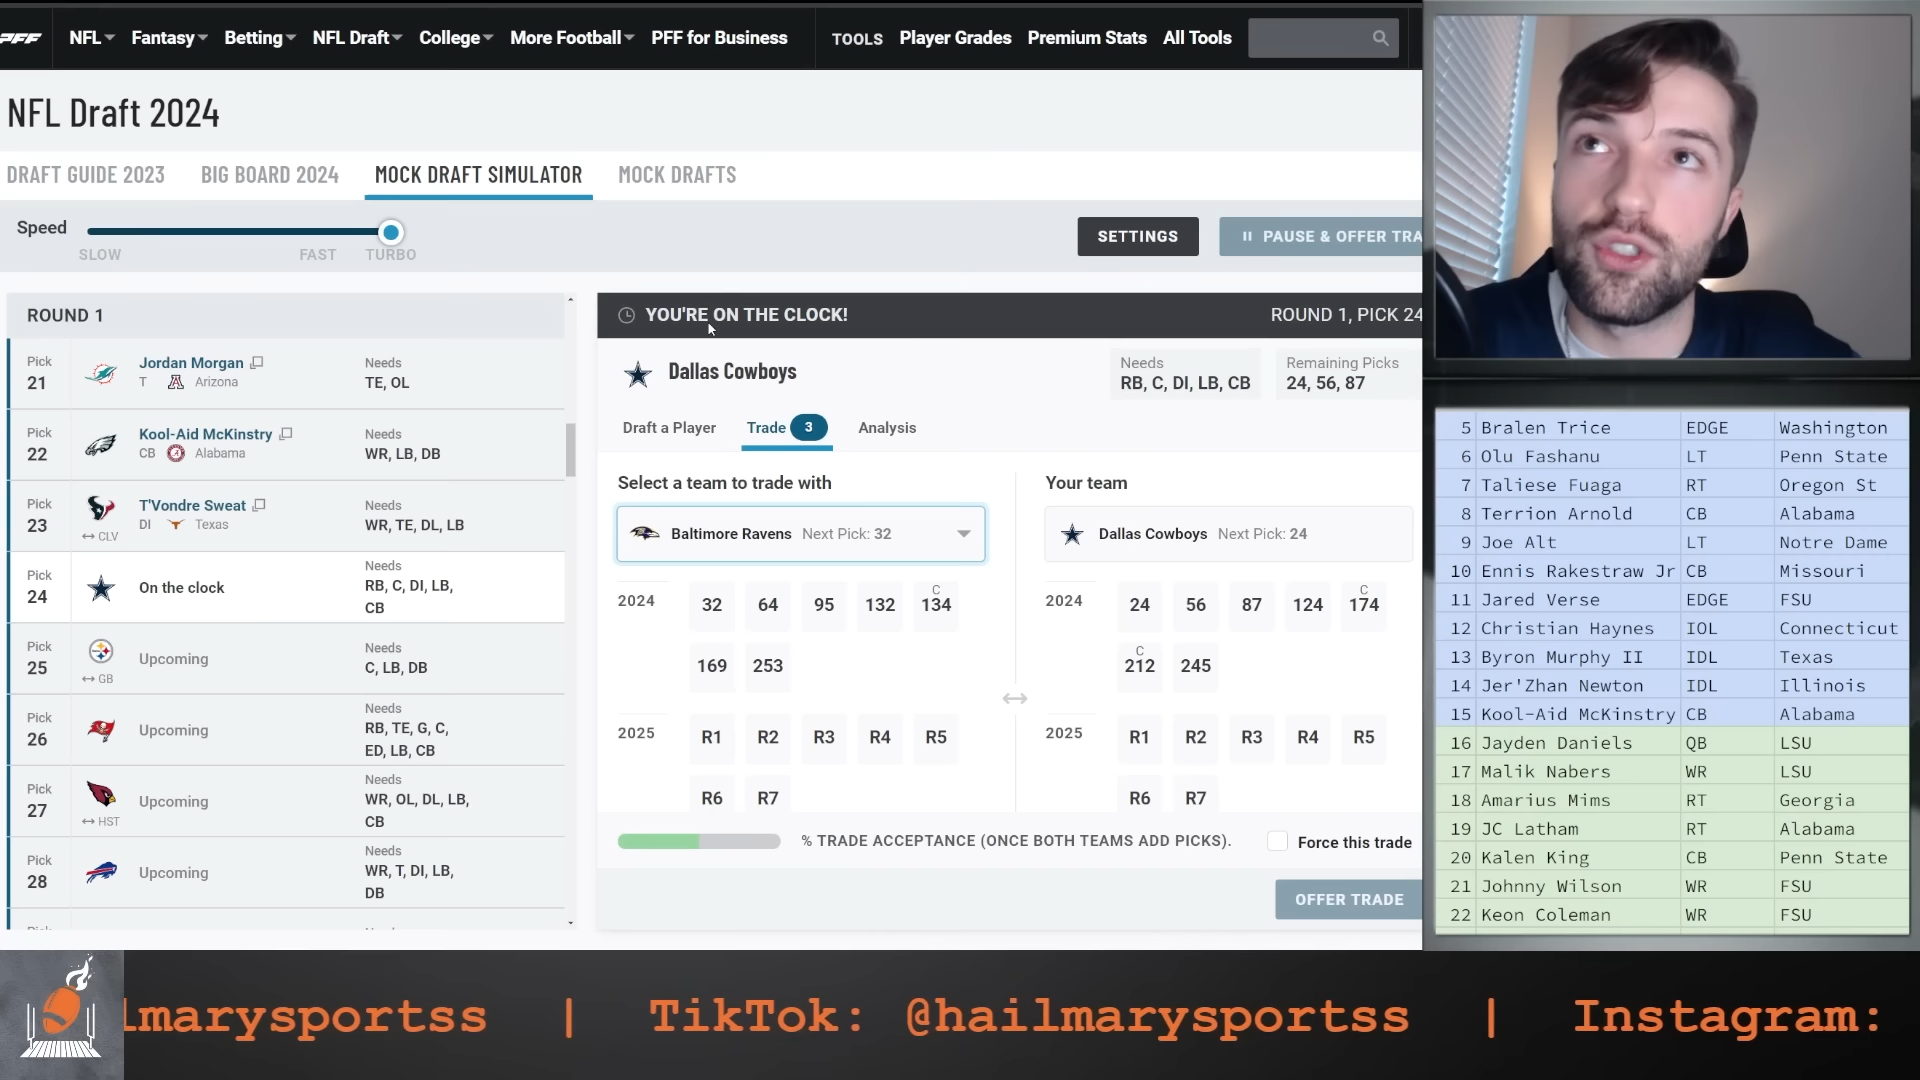 PFF
NFL
Fantasy
Betting
NFL Draft
College
More Football
PFF for Business
TOOLS
Player Grades
Premium Stats
All Tools
NFL Draft 2024
DRAFT GUIDE 2023
BIG BOARD 2024
MOCK DRAFT SIMULATOR
MOCK DRAFTS
Speed
SLOW
FAST
TURBO
SETTINGS
PAUSE & OFFER TRA
ROUND 1
Pick
21
Jordan Morgan
T Arizona
Needs
TE, OL
Pick
22
Kool-Aid McKinstry
CB Alabama
Needs
WR, LB, DB
Pick
23
↔ CLV
T'Vondre Sweat
DI Texas
Needs
WR, TE, DL, LB
Pick
24
On the clock
Needs
RB, C, DI, LB,
CB
Pick
25
↔ GB
Upcoming
Needs
C, LB, DB
Pick
26
Upcoming
Needs
RB, TE, G, C,
ED, LB, CB
Pick
27
↔ HST
Upcoming
Needs
WR, OL, DL, LB,
CB
Pick
28
Upcoming
Needs
WR, T, DI, LB,
DB
YOU'RE ON THE CLOCK!
ROUND 1, PICK 24
Dallas Cowboys
Needs
RB, C, DI, LB, CB
Remaining Picks
24, 56, 87
Draft a Player
Trade 3
Analysis
Select a team to trade with
Baltimore Ravens Next Pick: 32
2024 32 64 95 132 C 134
169 253
2025 R1 R2 R3 R4 R5
R6 R7
Your team
Dallas Cowboys Next Pick: 24
2024 24 56 87 124 C 174
C 212 245
2025 R1 R2 R3 R4 R5
R6 R7
% TRADE ACCEPTANCE (ONCE BOTH TEAMS ADD PICKS).
Force this trade
OFFER TRADE
5 Bralen Trice EDGE Washington
6 Olu Fashanu LT Penn State
7 Taliese Fuaga RT Oregon St
8 Terrion Arnold CB Alabama
9 Joe Alt LT Notre Dame
10 Ennis Rakestraw Jr CB Missouri
11 Jared Verse EDGE FSU
12 Christian Haynes IOL Connecticut
13 Byron Murphy II IDL Texas
14 Jer'Zhan Newton IDL Illinois
15 Kool-Aid McKinstry CB Alabama
16 Jayden Daniels QB LSU
17 Malik Nabers WR LSU
18 Amarius Mims RT Georgia
19 JC Latham RT Alabama
20 Kalen King CB Penn State
21 Johnny Wilson WR FSU
22 Keon Coleman WR FSU
lmarysportss | TikTok: @hailmarysportss | Instagram: